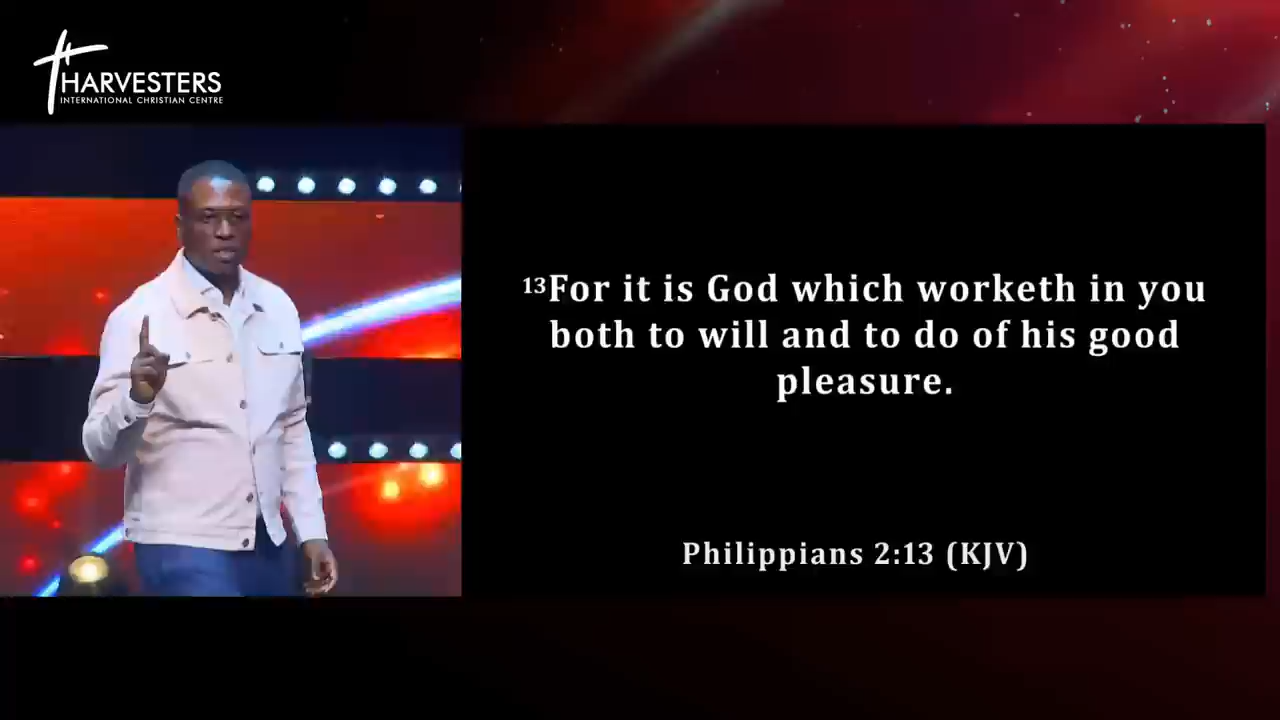 HARVESTERS
INTERNATIONAL CHRISTIAN CENTRE
¹³For it is God which worketh in you
both to will and to do of his good
pleasure.
Philippians 2:13 (KJV)